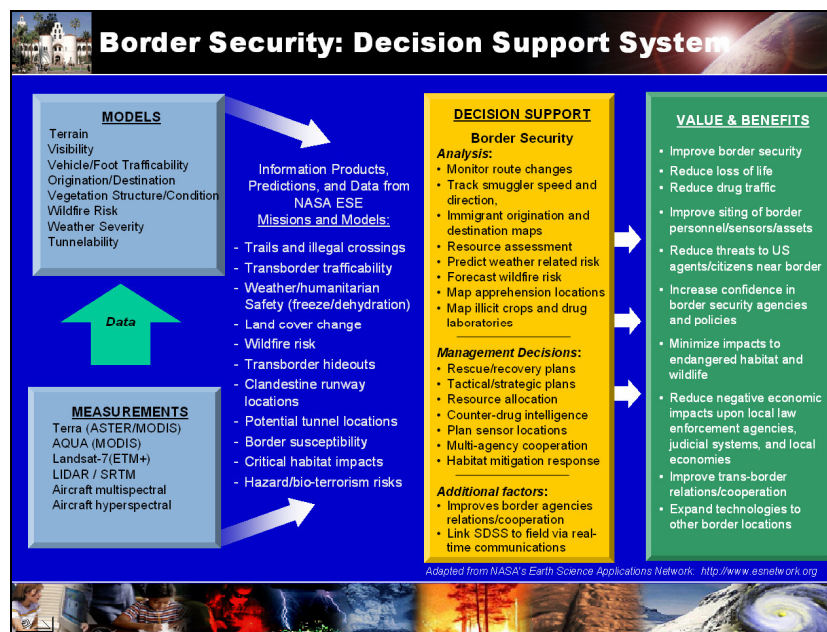 Border Security: Decision Support System
MODELS
Terrain
Visibility
Vehicle/Foot Trafficability
Origination/Destination
Vegetation Structure/Condition
Wildfire Risk
Weather Severity
Tunnelability
Data
MEASUREMENTS
Terra (ASTER/MODIS)
AQUA (MODIS)
Landsat-7(ETM+)
LIDAR / SRTM
Aircraft multispectral
Aircraft hyperspectral
Information Products,
Predictions, and Data from
NASA ESE
Missions and Models:
- Trails and illegal crossings
- Transborder trafficability
- Weather/humanitarian
Safety (freeze/dehydration)
- Land cover change
- Wildfire risk
- Transborder hideouts
- Clandestine runway
locations
- Potential tunnel locations
- Border susceptibility
- Critical habitat impacts
- Hazard/bio-terrorism risks
DECISION SUPPORT
Border Security
Analysis:
• Monitor route changes
• Track smuggler speed and
direction,
• Immigrant origination and
destination maps
• Resource assessment
• Predict weather related risk
• Forecast wildfire risk
• Map apprehension locations
• Map illicit crops and drug
laboratories
Management Decisions:
• Rescue/recovery plans
• Tactical/strategic plans
• Resource allocation
• Counter-drug intelligence
• Plan sensor locations
• Multi-agency cooperation
• Habitat mitigation response
Additional factors:
• Improves border agencies
relations/cooperation
• Link SDSS to field via real-
time communications
VALUE & BENEFITS
• Improve border security
• Reduce loss of life
• Reduce drug traffic
• Improve siting of border
personnel/sensors/assets
• Reduce threats to US
agents/citizens near border
• Increase confidence in
border security agencies
and policies
• Minimize impacts to
endangered habitat and
wildlife
• Reduce negative economic
impacts upon local law
enforcement agencies,
judicial systems, and local
economies
• Improve trans-border
relations/cooperation
• Expand technologies to
other border locations
Adapted from NASA's Earth Science Applications Network: http://www.esnetwork.org